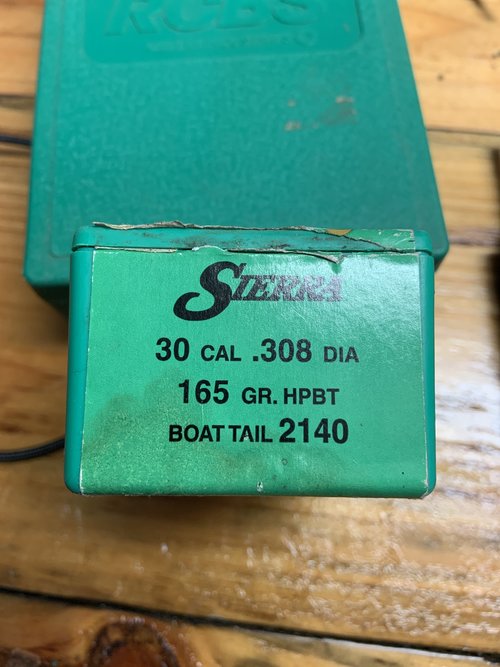 RCBS
SIERRA
30 CAL .308 DIA
165 GR. HPBT
BOAT TAIL 2140